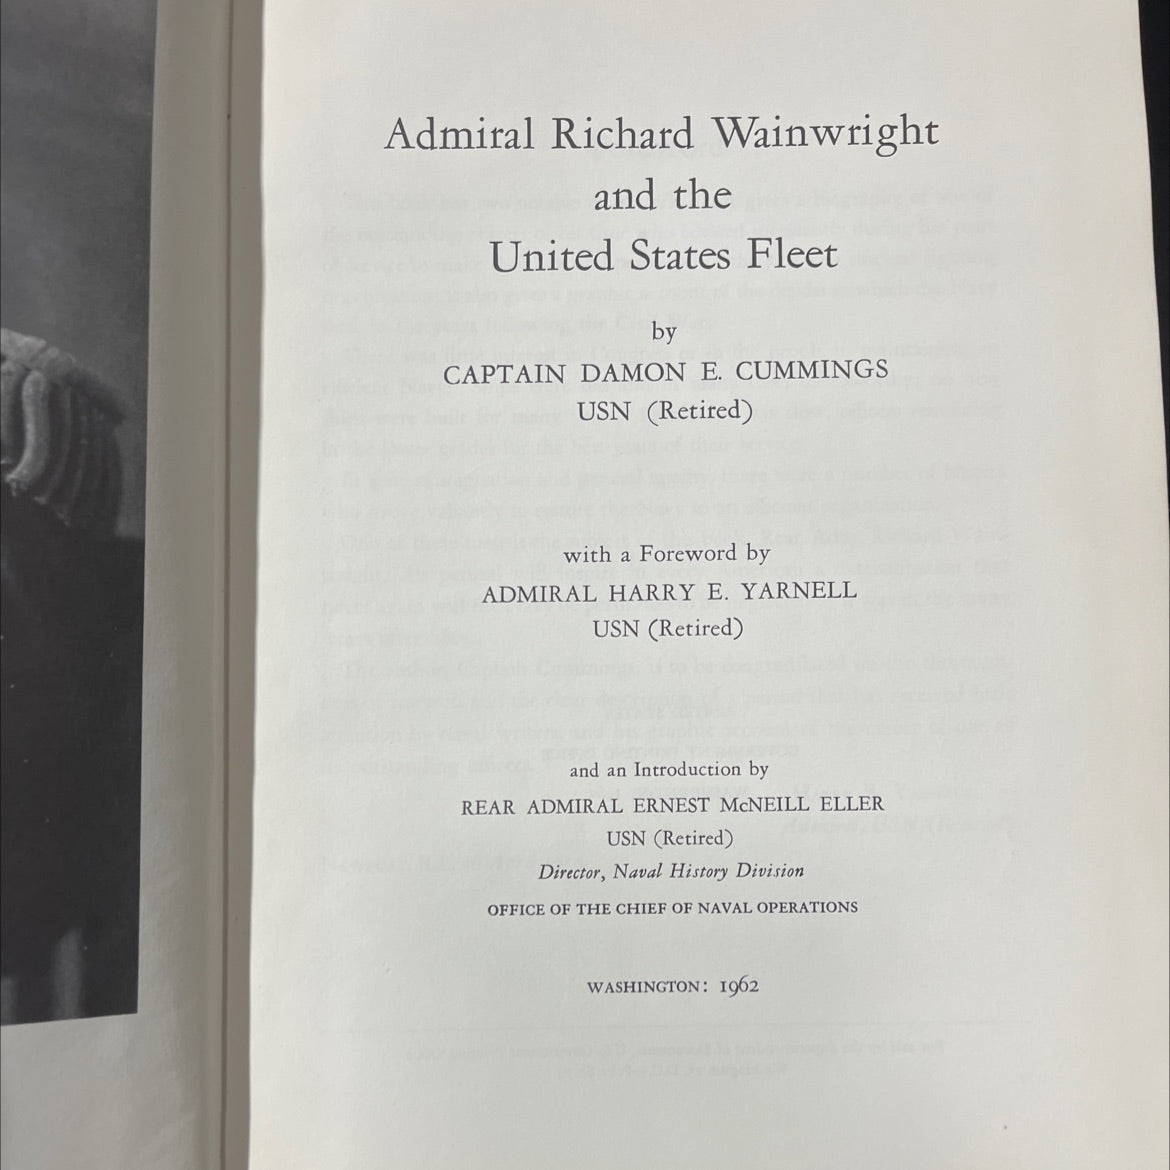 Admiral Richard Wainwright
and the
United States Fleet
by
CAPTAIN DAMON E. CUMMINGS
USN (Retired)
with a Foreword by
ADMIRAL HARRY E. YARNELL
USN (Retired)
and an Introduction by
REAR ADMIRAL ERNEST McNEILL ELLER
USN (Retired)
Director, Naval History Division
OFFICE OF THE CHIEF OF NAVAL OPERATIONS
WASHINGTON: 1962